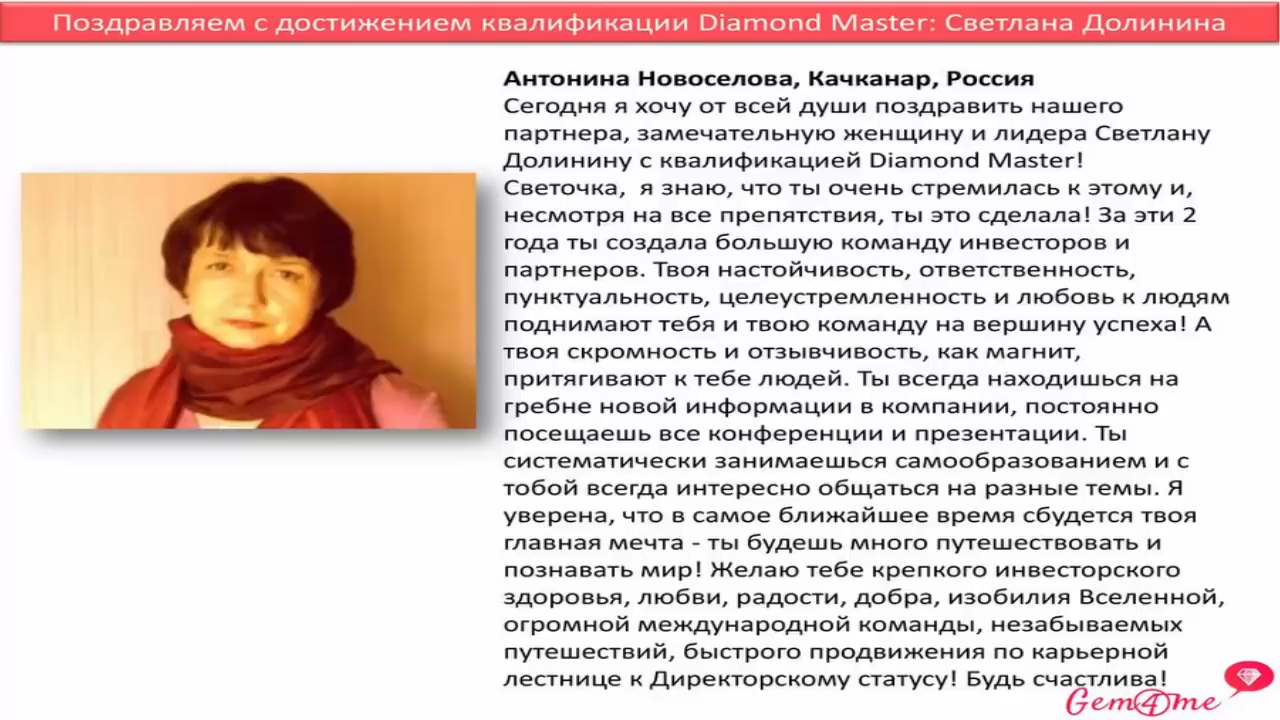 Поздравляем с достижением квалификации Diamond Master: Светлана Долинина
Антонина Новоселова, Качканар, Россия
Сегодня я хочу от всей души поздравить нашего
партнера, замечательную женщину и лидера Светлану
Долинину с квалификацией Diamond Master!
Светочка, я знаю, что ты очень стремилась к этому и,
несмотря на все препятствия, ты это сделала! За эти 2
года ты создала большую команду инвесторов и
партнеров. Твоя настойчивость, ответственность,
пунктуальность, целеустремленность и любовь к людям
поднимают тебя и твою команду на вершину успеха! А
твоя скромность и отзывчивость, как магнит,
притягивают к тебе людей. Ты всегда находишься на
гребне новой информации в компании, постоянно
посещаешь все конференции и презентации. Ты
систематически занимаешься самообразованием и с
тобой всегда интересно общаться на разные темы. Я
уверена, что в самое ближайшее время сбудется твоя
главная мечта - ты будешь много путешествовать и
познавать мир! Желаю тебе крепкого инвесторского
здоровья, любви, радости, добра, изобилия Вселенной,
огромной международной команды, незабываемых
путешествий, быстрого продвижения по карьерной
лестнице к Директорскому статусу! Будь счастлива!
Gem4me